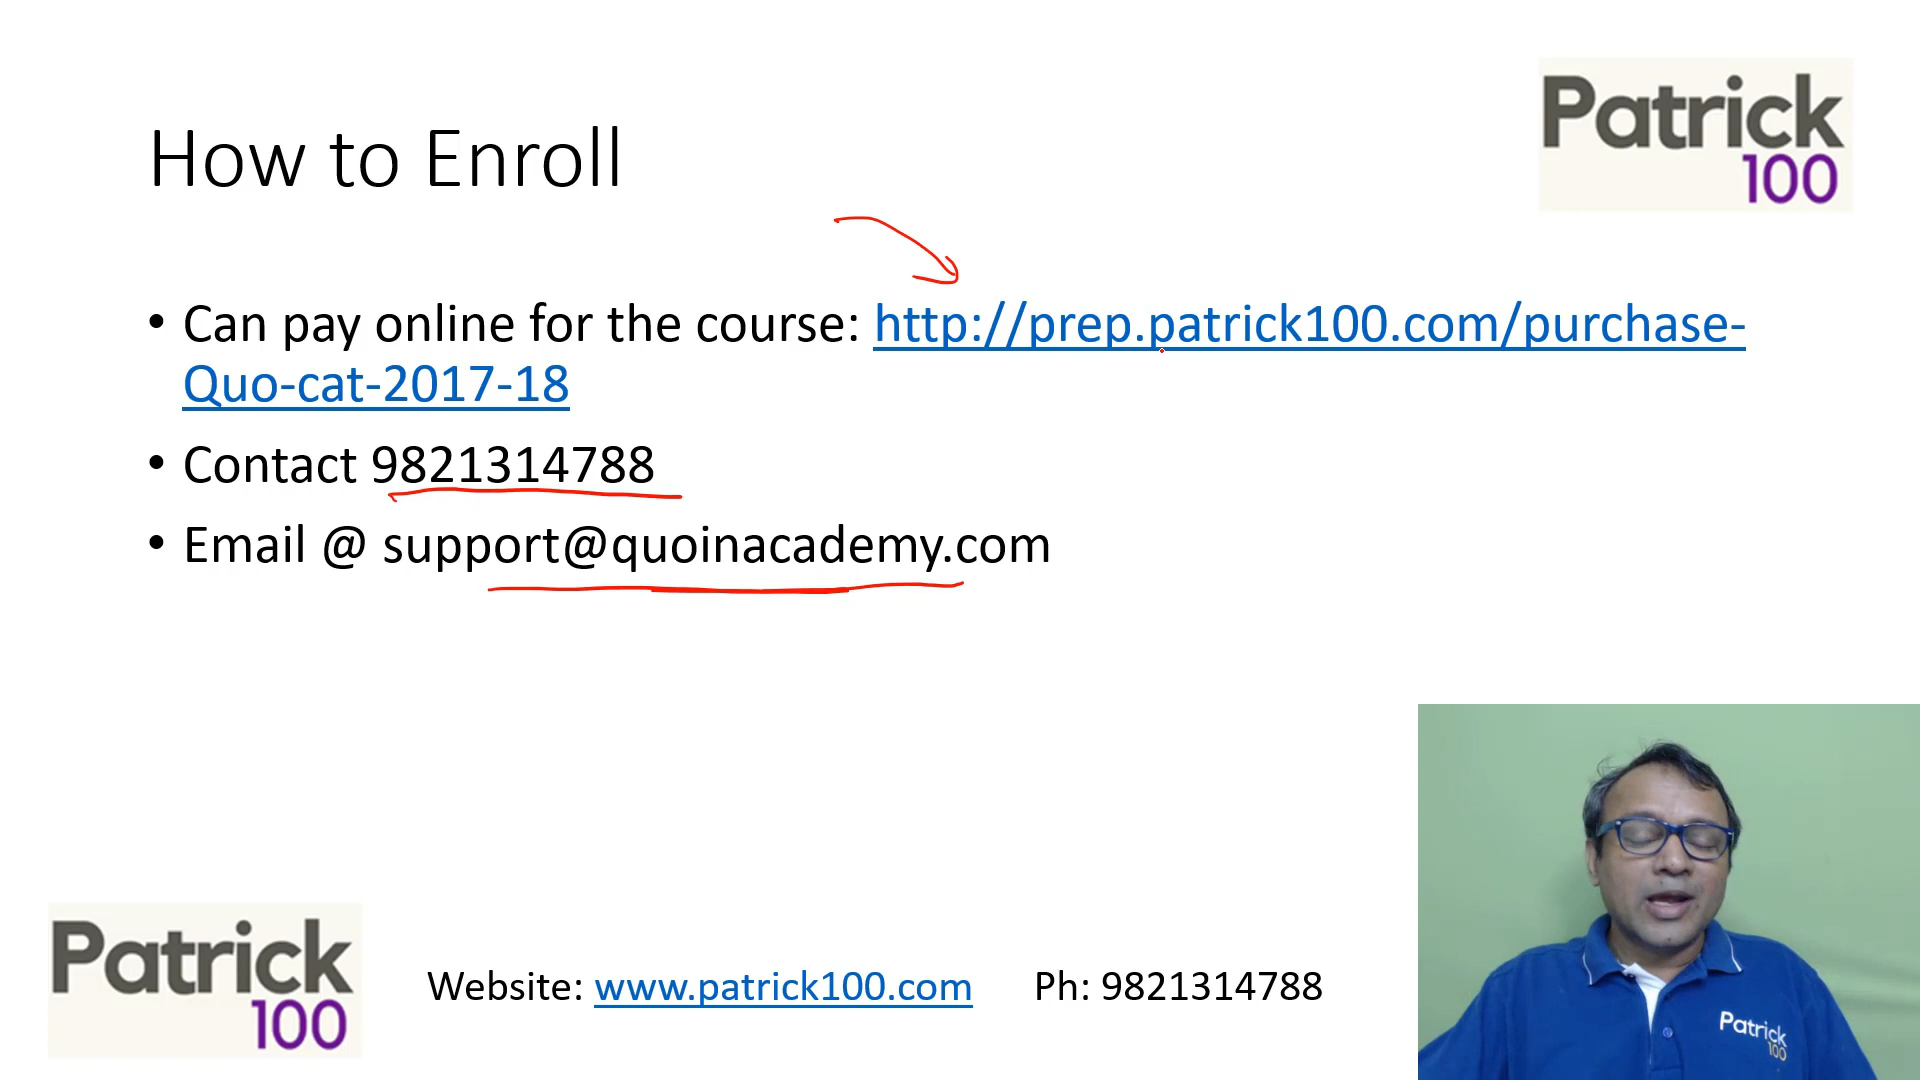 Patrick
100
How to Enroll
• Can pay online for the course: http://prep.patrick100.com/purchase-
Quo-cat-2017-18
• Contact 9821314788
• Email @ support@quoinacademy.com
Patrick
100
Website: www.patrick100.com Ph: 9821314788
Patrick
100